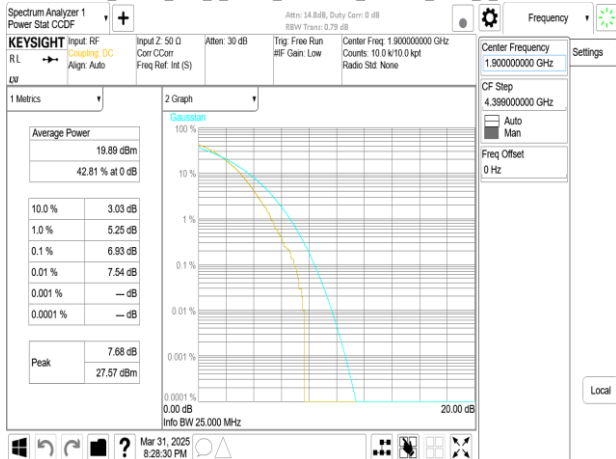 Spectrum Analyzer 1
Power Stat CCDF
+
Attn: 14.8dB, Duty Corr: 0 dB
RBW Trans: 0.79 dB
Frequency
KEYSIGHT
RL
LXI
Input: RF
Coupling: DC
Align: Auto
Input Z: 50 Ω
Corr CCorr
Freq Ref: Int (S)
Atten: 30 dB
Trig: Free Run
#IF Gain: Low
Center Freq: 1.900000000 GHz
Counts: 10.0 k/10.0 kpt
Radio Std: None
Center Frequency
1.900000000 GHz
Settings
CF Step
4.399000000 GHz
Auto
Man
Freq Offset
0 Hz
Local
1 Metrics
Average Power
19.89 dBm
42.81 % at 0 dB
10.0 % 3.03 dB
1.0 % 5.25 dB
0.1 % 6.93 dB
0.01 % 7.54 dB
0.001 % --- dB
0.0001 % --- dB
Peak
7.68 dB
27.57 dBm
2 Graph
Gaussian
100 %
10 %
1 %
0.1 %
0.01 %
0.001 %
0.0001 %
0.00 dB 20.00 dB
Info BW 25.000 MHz
?
Mar 31, 2025
8:28:30 PM